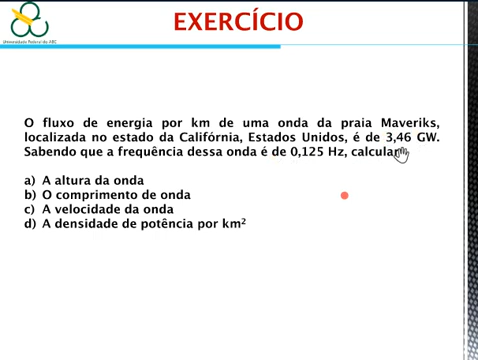 EXERCÍCIO
Universidade Federal do ABC
O fluxo de energia por km de uma onda da praia Maveriks,
localizada no estado da Califórnia, Estados Unidos, é de 3,46 GW.
Sabendo que a frequência dessa onda é de 0,125 Hz, calcular
a) A altura da onda
b) O comprimento de onda
c) A velocidade da onda
d) A densidade de potência por km²